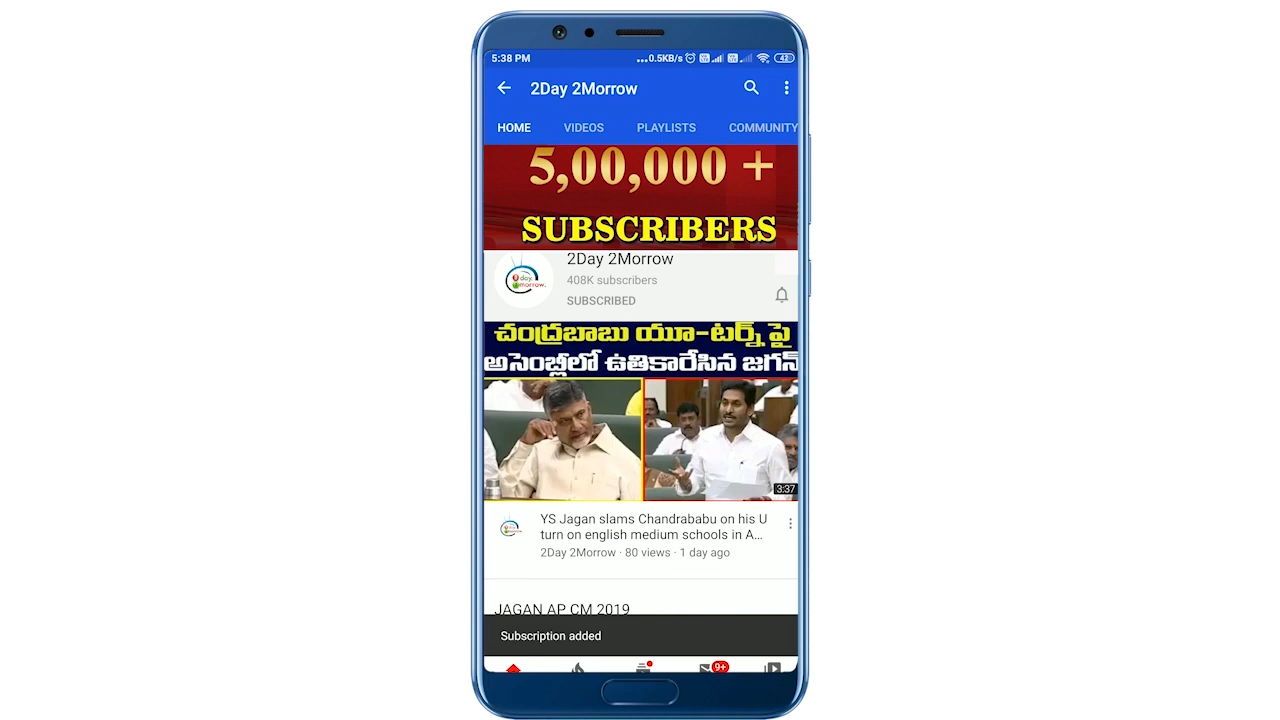 5:38 PM
...0.5KB/s
42
2Day 2Morrow
HOME
VIDEOS
PLAYLISTS
COMMUNITY
5,00,000 +
SUBSCRIBERS
2Day 2Morrow
408K subscribers
SUBSCRIBED
చంద్రబాబు యూ-టర్న్ పై
అసెంబ్లీలో ఉతికారేసిన జగన్
3:37
YS Jagan slams Chandrababu on his U
turn on english medium schools in A...
2Day 2Morrow · 80 views · 1 day ago
JAGAN AP CM 2019
Subscription added
9+